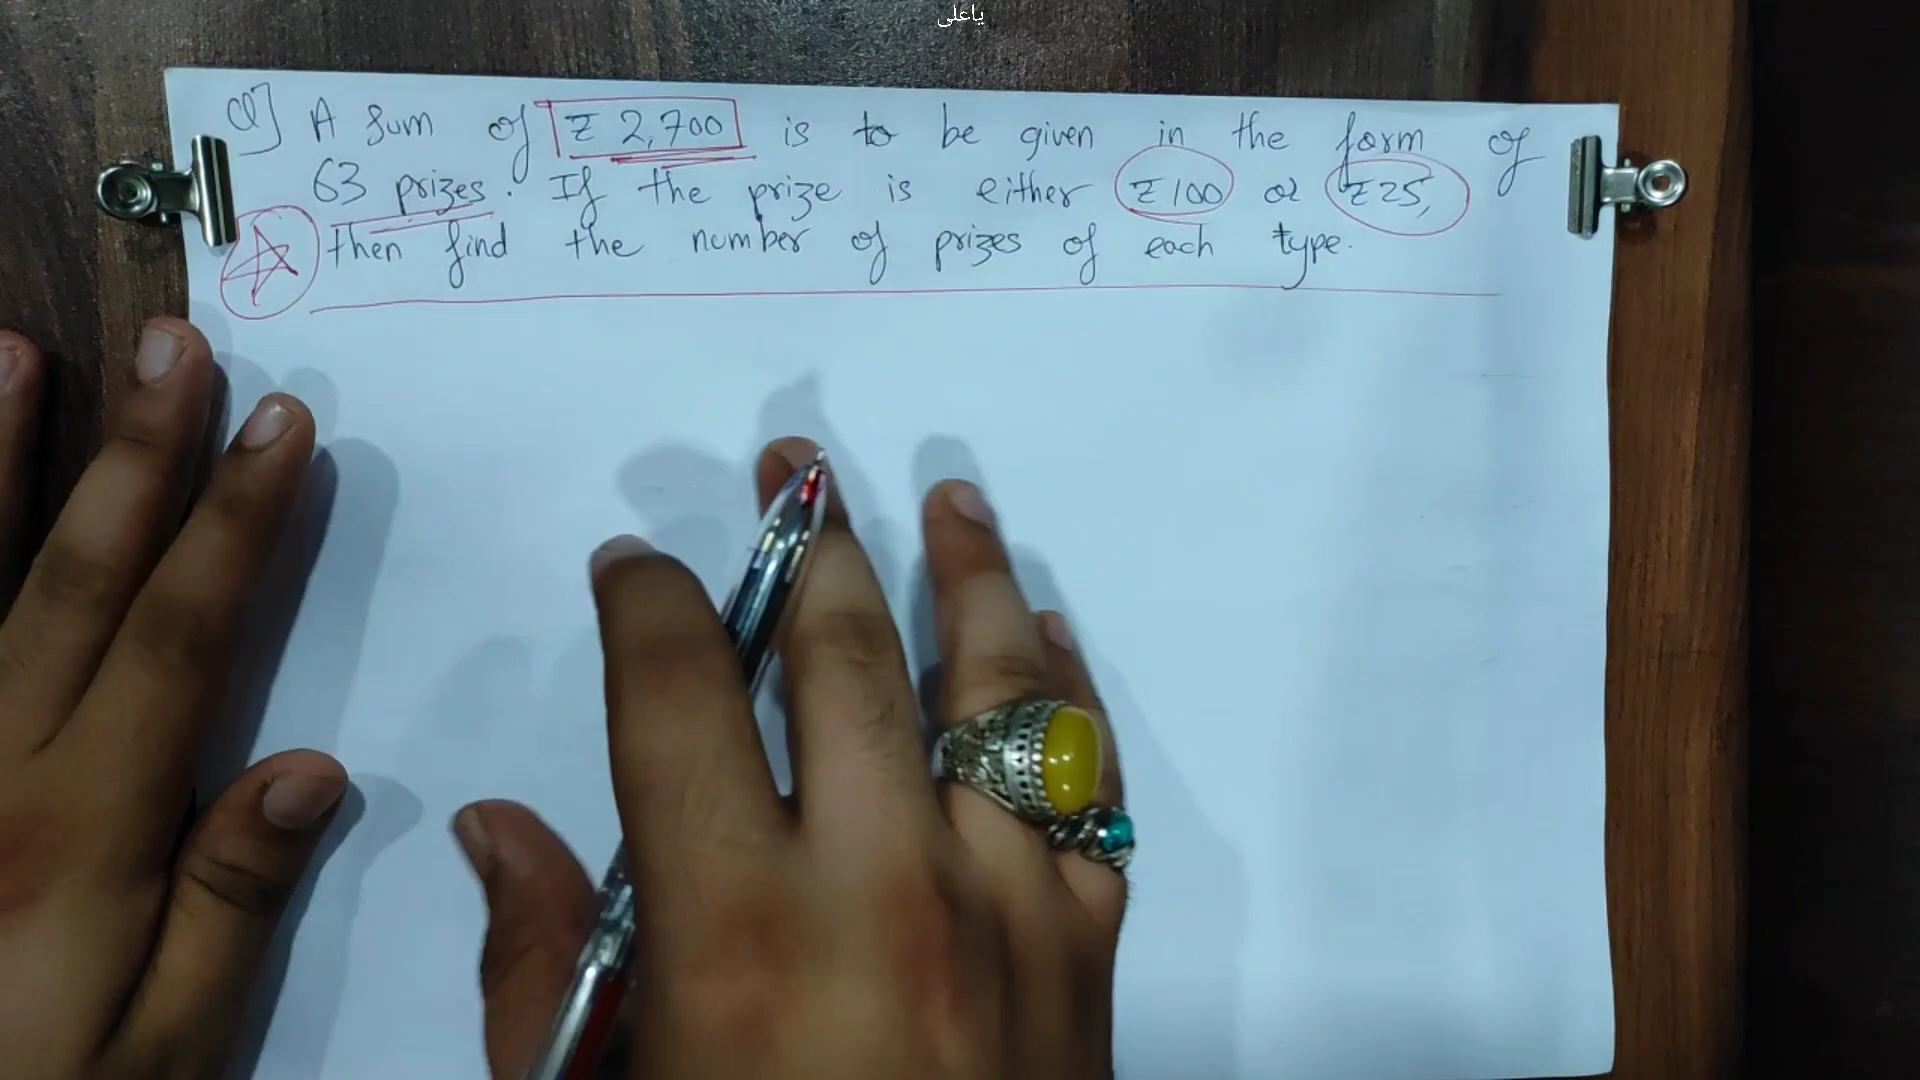 ياعلى
Q] A sum of ₹ 2,700 is to be given in the form of
63 prizes. If the prize is either ₹100 or ₹25,
then find the number of prizes of each type.